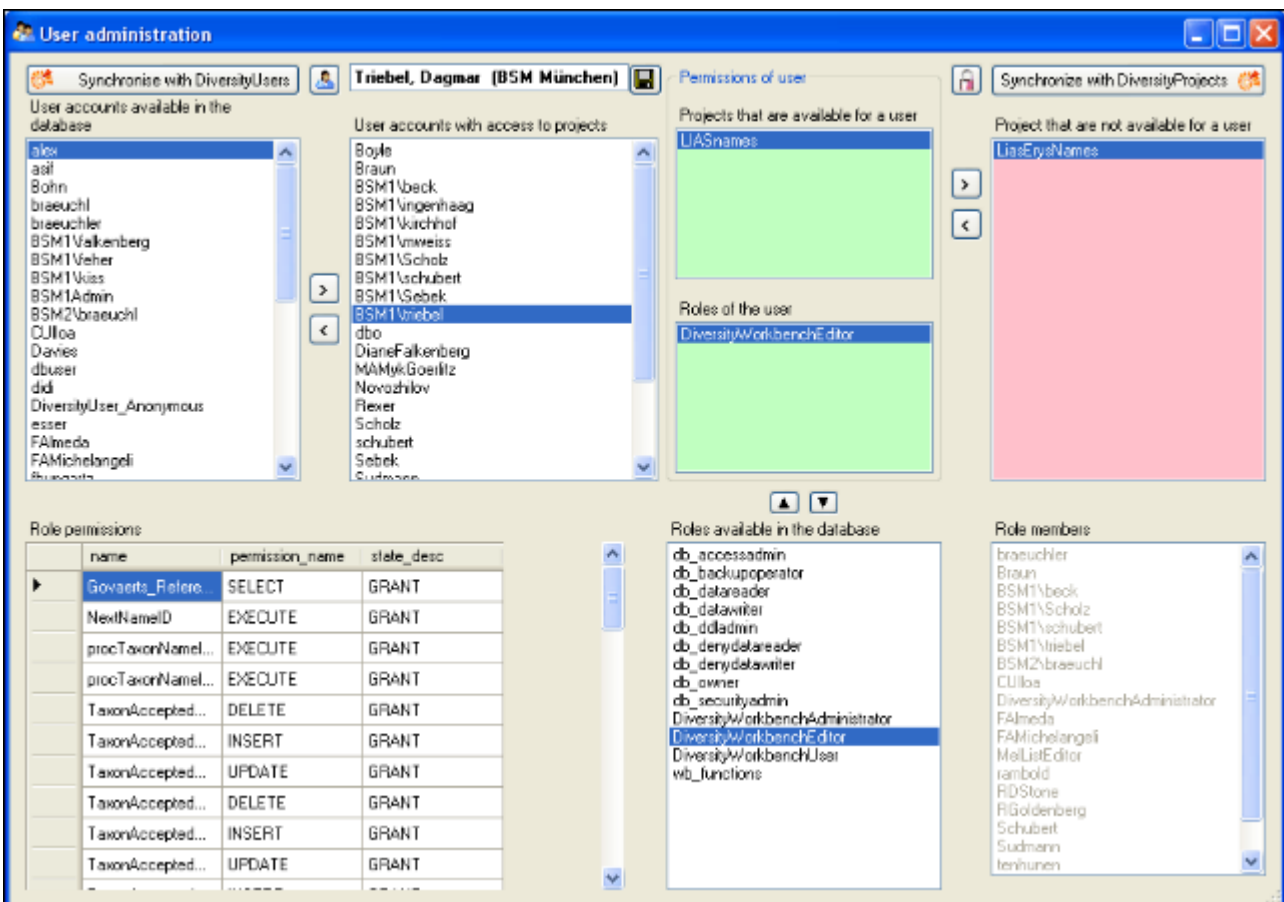 User administration
Synchronise with DiversityUsers
Triebel, Dagmar (BSM München)
Permissions of user
Synchronize with DiversityProjects
User accounts available in the
database
alex
asif
Bohn
braeuchl
braeuchler
BSM1\falkenberg
BSM1\feher
BSM1\kiss
BSM1Admin
BSM2\braeuchl
CUlloa
Davies
dbuser
didi
DiversityUser_Anonymous
esser
FAlmeda
FAMichelangeli
>
<
User accounts with access to projects
Boyle
Braun
BSM1\beck
BSM1\ingenhaag
BSM1\kirchhof
BSM1\mweiss
BSM1\Scholz
BSM1\schubert
BSM1\Sebek
BSM1\triebel
dbo
DianeFalkenberg
MAMykGoerlitz
Novozhilov
Rexer
Scholz
schubert
Sebek
Sudmann
Projects that are available for a user
LIASnames
Roles of the user
DiversityWorkbenchEditor
>
<
Project that are not available for a user
LiasErysNames
Role permissions
name permission_name state_desc
Govaerts_Refere... SELECT GRANT
NextNameID EXECUTE GRANT
procTaxonNameI... EXECUTE GRANT
procTaxonNameI... EXECUTE GRANT
TaxonAccepted... DELETE GRANT
TaxonAccepted... INSERT GRANT
TaxonAccepted... UPDATE GRANT
TaxonAccepted... DELETE GRANT
TaxonAccepted... INSERT GRANT
TaxonAccepted... UPDATE GRANT
Roles available in the database
db_accessadmin
db_backupoperator
db_datareader
db_datawriter
db_ddladmin
db_denydatareader
db_denydatawriter
db_owner
db_securityadmin
DiversityWorkbenchAdministrator
DiversityWorkbenchEditor
DiversityWorkbenchUser
wb_functions
Role members
braeuchler
Braun
BSM1\beck
BSM1\Scholz
BSM1\schubert
BSM1\triebel
BSM2\braeuchl
CUlloa
DiversityWorkbenchAdministrator
FAlmeda
FAMichelangeli
MelListEditor
rambold
RDStone
RGoldenberg
Schubert
Sudmann
tenhunen